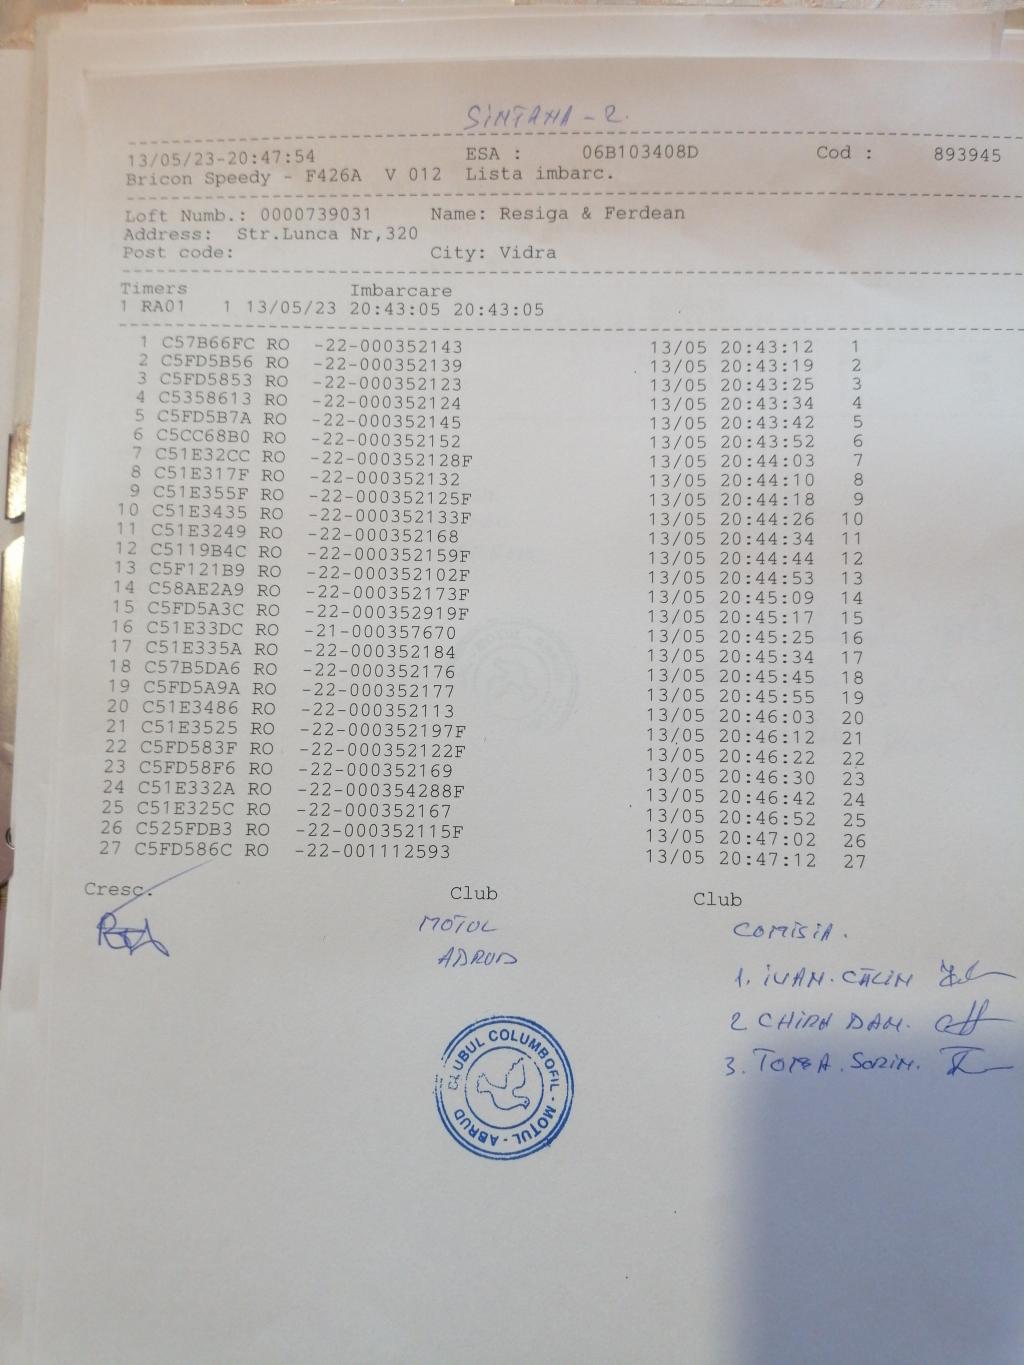 SINTANA - 2.
13/05/23-20:47:54 ESA : 06B103408D Cod : 893945
Bricon Speedy - F426A V 012 Lista imbarc.
Loft Numb.: 0000739031 Name: Resiga & Ferdean
Address: Str.Lunca Nr,320
Post code: City: Vidra
Timers Imbarcare
1 RA01 1 13/05/23 20:43:05 20:43:05
1 C57B66FC RO -22-000352143 13/05 20:43:12 1
2 C5FD5B56 RO -22-000352139 13/05 20:43:19 2
3 C5FD5853 RO -22-000352123 13/05 20:43:25 3
4 C5358613 RO -22-000352124 13/05 20:43:34 4
5 C5FD5B7A RO -22-000352145 13/05 20:43:42 5
6 C5CC68B0 RO -22-000352152 13/05 20:43:52 6
7 C51E32CC RO -22-000352128F 13/05 20:44:03 7
8 C51E317F RO -22-000352132 13/05 20:44:10 8
9 C51E355F RO -22-000352125F 13/05 20:44:18 9
10 C51E3435 RO -22-000352133F 13/05 20:44:26 10
11 C51E3249 RO -22-000352168 13/05 20:44:34 11
12 C5119B4C RO -22-000352159F 13/05 20:44:44 12
13 C5F121B9 RO -22-000352102F 13/05 20:44:53 13
14 C58AE2A9 RO -22-000352173F 13/05 20:45:09 14
15 C5FD5A3C RO -22-000352919F 13/05 20:45:17 15
16 C51E33DC RO -21-000357670 13/05 20:45:25 16
17 C51E335A RO -22-000352184 13/05 20:45:34 17
18 C57B5DA6 RO -22-000352176 13/05 20:45:45 18
19 C5FD5A9A RO -22-000352177 13/05 20:45:55 19
20 C51E3486 RO -22-000352113 13/05 20:46:03 20
21 C51E3525 RO -22-000352197F 13/05 20:46:12 21
22 C5FD583F RO -22-000352122F 13/05 20:46:22 22
23 C5FD58F6 RO -22-000352169 13/05 20:46:30 23
24 C51E332A RO -22-000354288F 13/05 20:46:42 24
25 C51E325C RO -22-000352167 13/05 20:46:52 25
26 C525FDB3 RO -22-000352115F 13/05 20:47:02 26
27 C5FD586C RO -22-001112593 13/05 20:47:12 27
Cresc. Club Club
MOTUL COMISIA.
ABRUD
1. IVAN. CĂLIN
2 CHIRA DAN.
3. TOMA. SORIN.
CLUBUL COLUMBOFIL - MOTUL - ABRUD